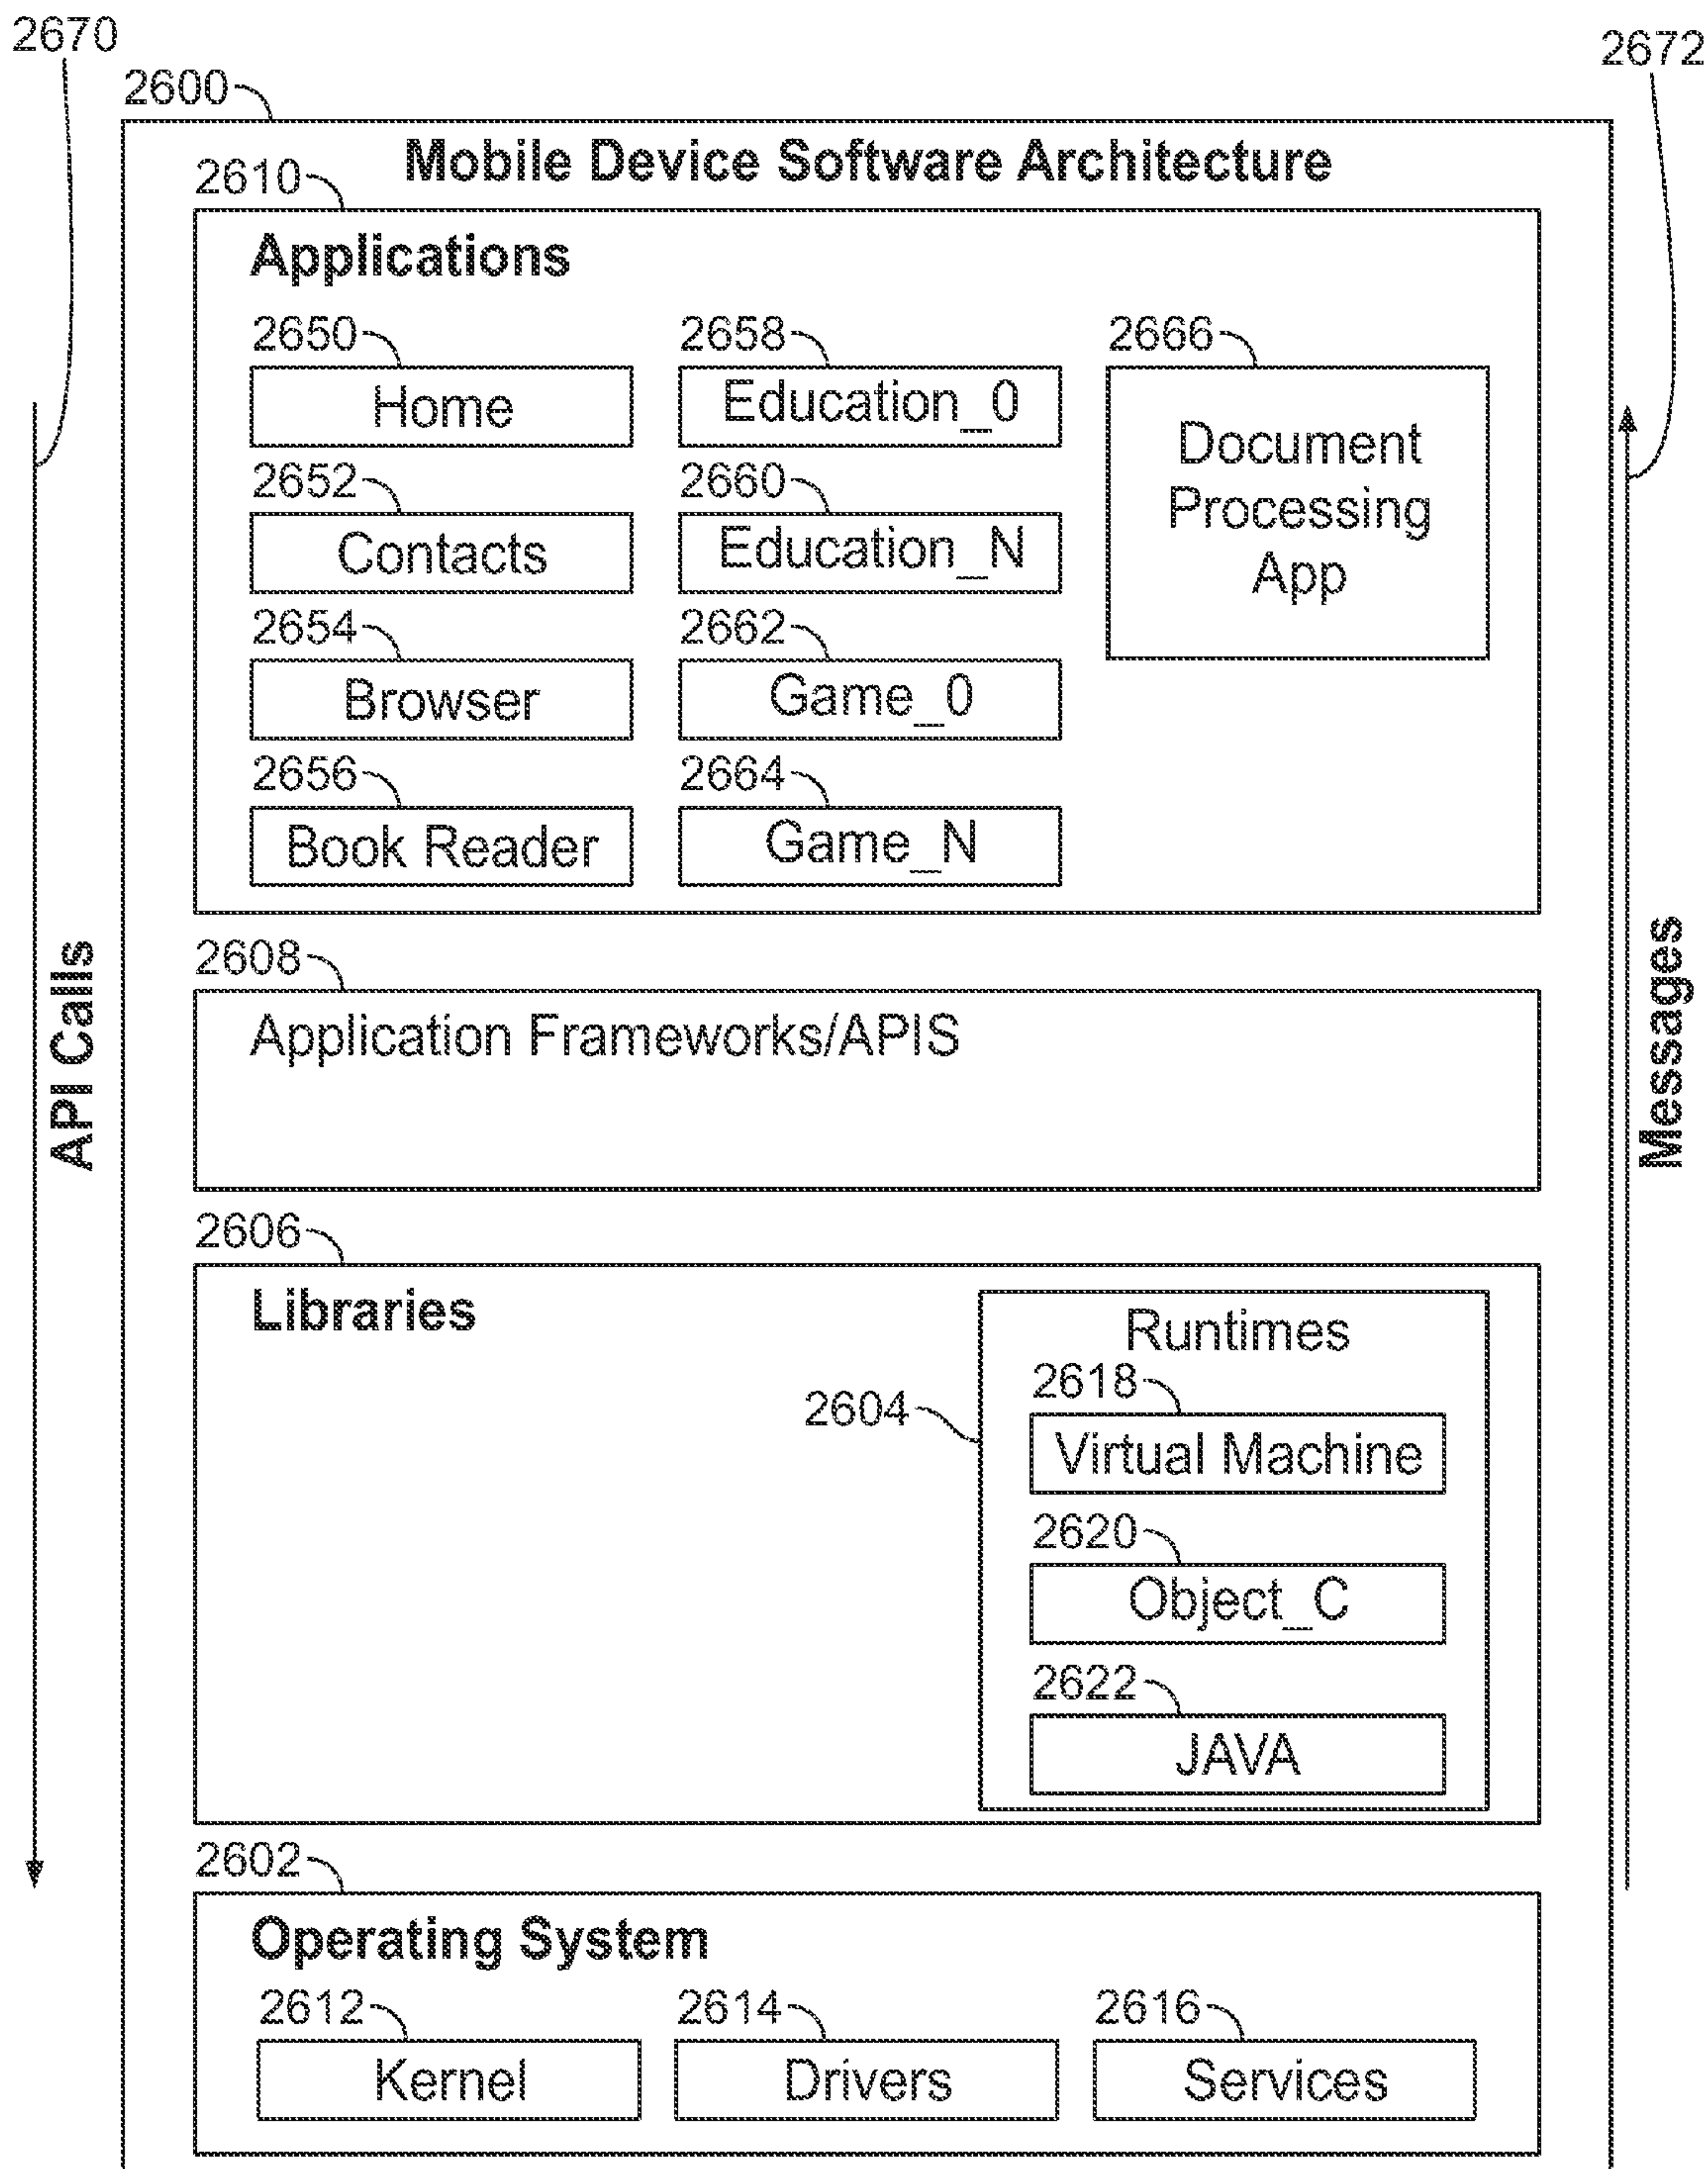 2670
2672
2600
Mobile Device Software Architecture
2610
Applications
2650
2658
2666
Home
Education_0
Document
Processing
App
2652
2660
Contacts
Education_N
2654
2662
Browser
Game_0
2656
2664
Book Reader
Game_N
API Calls
Messages
2608
Application Frameworks/APIS
2606
Libraries
Runtimes
2604
2618
Virtual Machine
2620
Object_C
2622
JAVA
2602
Operating System
2612
2614
2616
Kernel
Drivers
Services